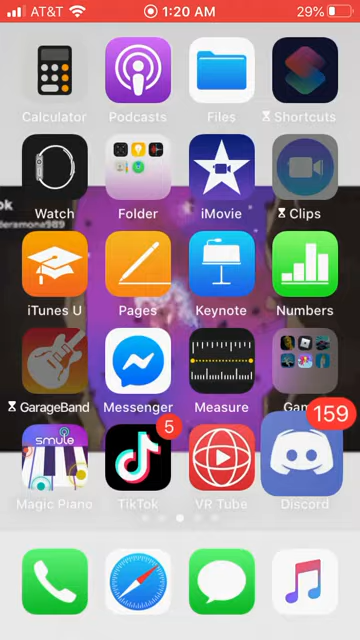 AT&T 1:20 AM 29%
Calculator Podcasts Files Shortcuts
Watch Folder iMovie Clips
iTunes U Pages Keynote Numbers
GarageBand Messenger Measure Gam
159
smule 5
Magic Piano TikTok VR Tube Discord